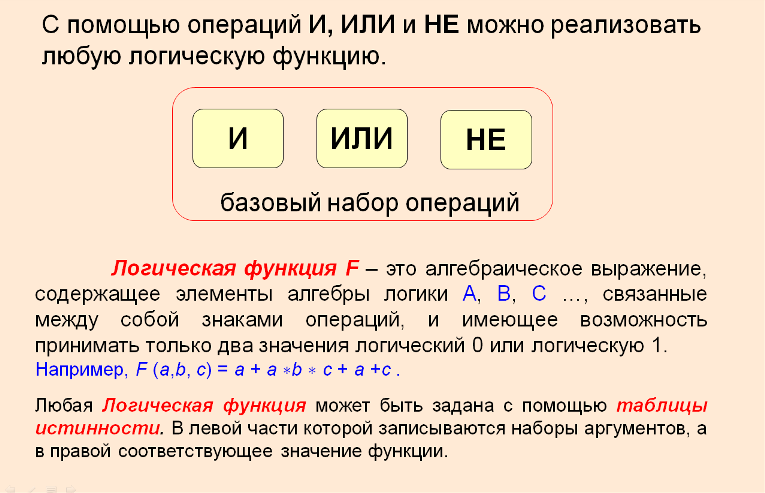 С помощью операций И, ИЛИ и НЕ можно реализовать
любую логическую функцию.
И ИЛИ НЕ
базовый набор операций
Логическая функция F – это алгебраическое выражение,
содержащее элементы алгебры логики А, В, С …, связанные
между собой знаками операций, и имеющее возможность
принимать только два значения логический 0 или логическую 1.
Например, F (a,b, c) = a + a ∗b ∗ c + a +c .
Любая Логическая функция может быть задана с помощью таблицы
истинности. В левой части которой записываются наборы аргументов, а
в правой соответствующее значение функции.